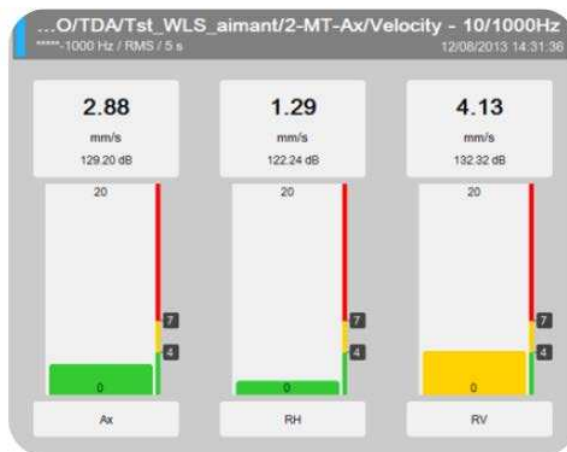 ...O/TDA/Tst_WLS_aimant/2-MT-Ax/Velocity - 10/1000Hz
*****-1000 Hz / RMS / 5 s 12/08/2013 14:31:36
2.88 1.29 4.13
mm/s mm/s mm/s
129.20 dB 122.24 dB 132.32 dB
20 20 20
7 7 7
4 4 4
0 0 0
Ax RH RV